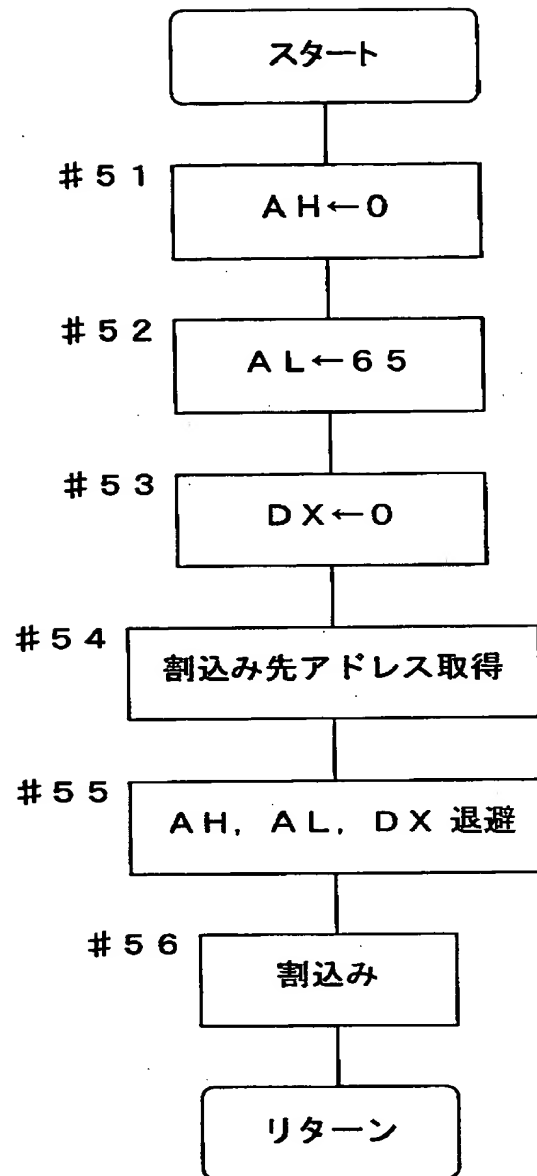 スタート
#51
AH←0
#52
AL←65
#53
DX←0
#54
割込み先アドレス取得
#55
AH, AL, DX 退避
#56
割込み
リターン